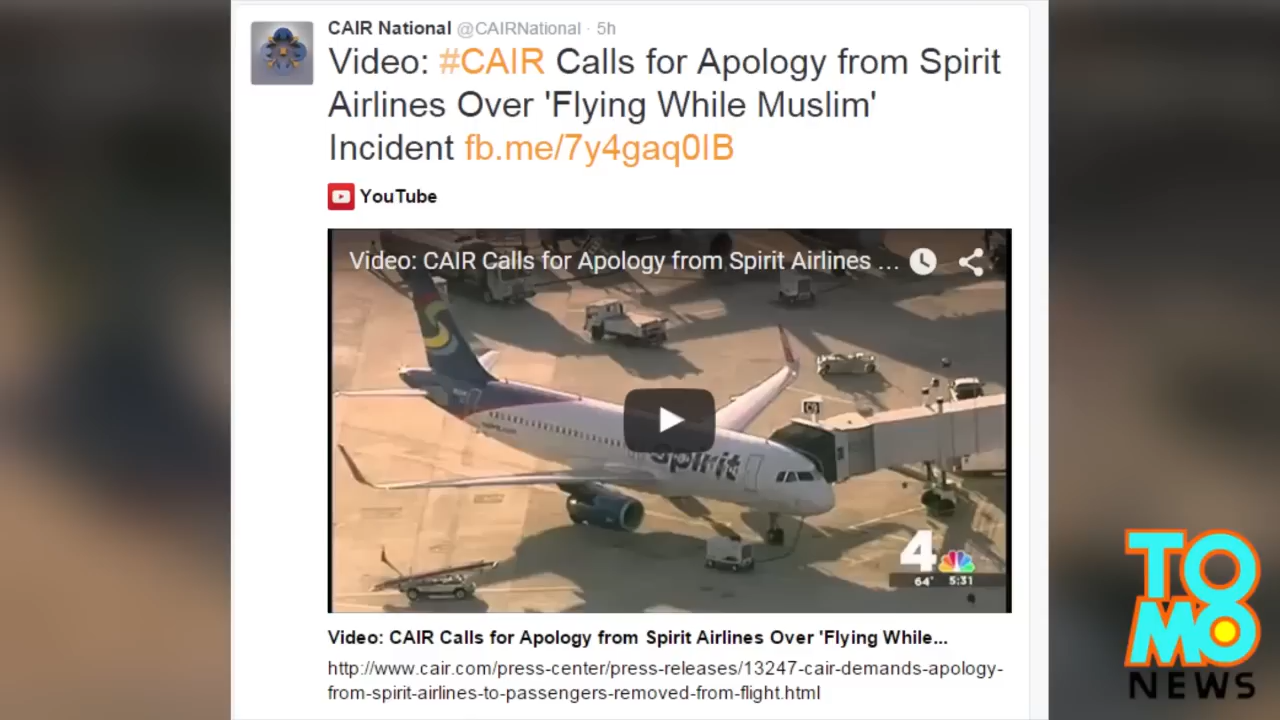 CAIR National @CAIRNational · 5h
Video: #CAIR Calls for Apology from Spirit
Airlines Over 'Flying While Muslim'
Incident fb.me/7y4gaq0IB
YouTube
Video: CAIR Calls for Apology from Spirit Airlines ...
Spirit
4
64° 5:31
Video: CAIR Calls for Apology from Spirit Airlines Over 'Flying While...
http://www.cair.com/press-center/press-releases/13247-cair-demands-apology-
from-spirit-airlines-to-passengers-removed-from-flight.html
TOMO
NEWS